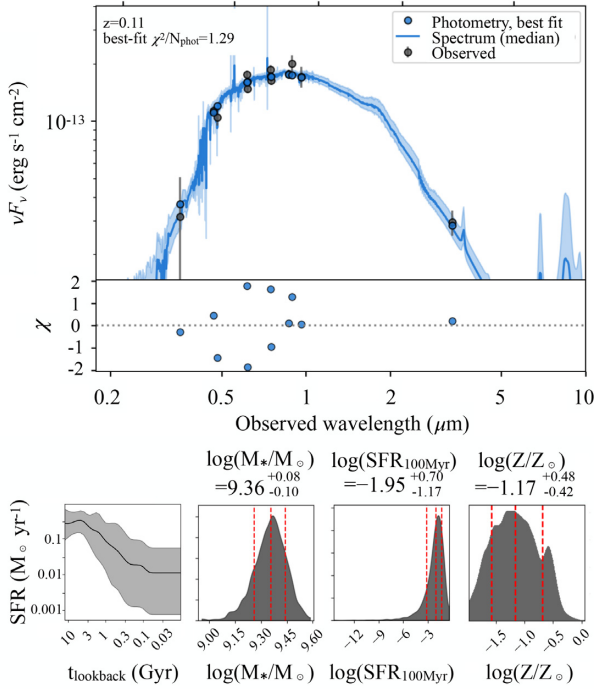 z=0.11
best-fit χ²/Nphot=1.29
Photometry, best fit
Spectrum (median)
Observed
10⁻¹³
νFν (erg s⁻¹ cm⁻²)
2
1
0
-1
-2
χ
0.2
0.5
1
2
5
10
Observed wavelength (μm)
log(M*/M⊙)
=9.36 +0.08 -0.10
log(SFR100Myr)
=−1.95 +0.70 -1.17
log(Z/Z⊙)
=−1.17 +0.48 -0.42
SFR (M⊙ yr⁻¹)
0.1
0.01
0.001
10
3
1
0.3
0.1
0.03
9.00
9.15
9.30
9.45
9.60
−12
−9
−6
−3
−1.5
−1.0
−0.5
0.0
tlookback (Gyr)
log(M*/M⊙)
log(SFR100Myr)
log(Z/Z⊙)